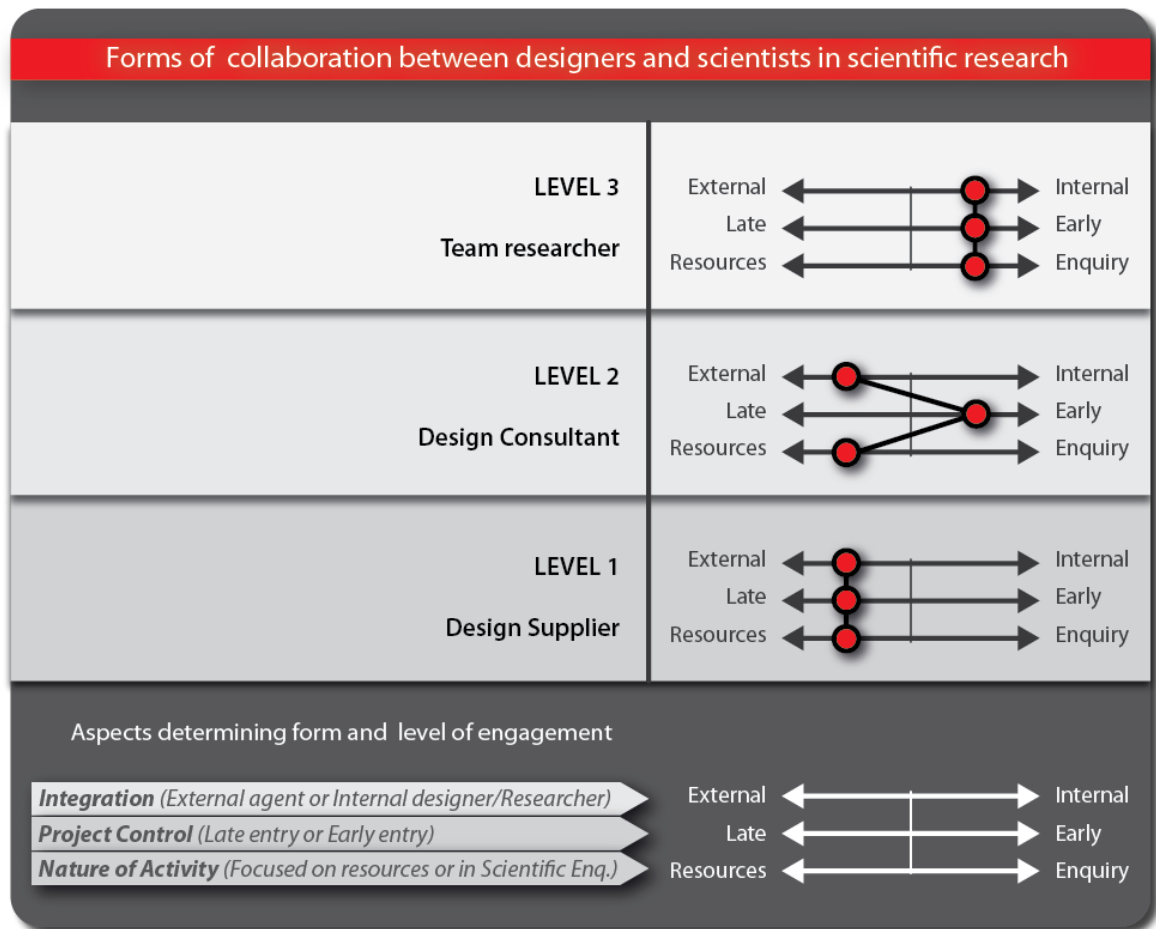 Forms of collaboration between designers and scientists in scientific research
LEVEL 3
Team researcher
External Internal
Late Early
Resources Enquiry
LEVEL 2
Design Consultant
External Internal
Late Early
Resources Enquiry
LEVEL 1
Design Supplier
External Internal
Late Early
Resources Enquiry
Aspects determining form and level of engagement
Integration (External agent or Internal designer/Researcher) External Internal
Project Control (Late entry or Early entry) Late Early
Nature of Activity (Focused on resources or in Scientific Enq.) Resources Enquiry